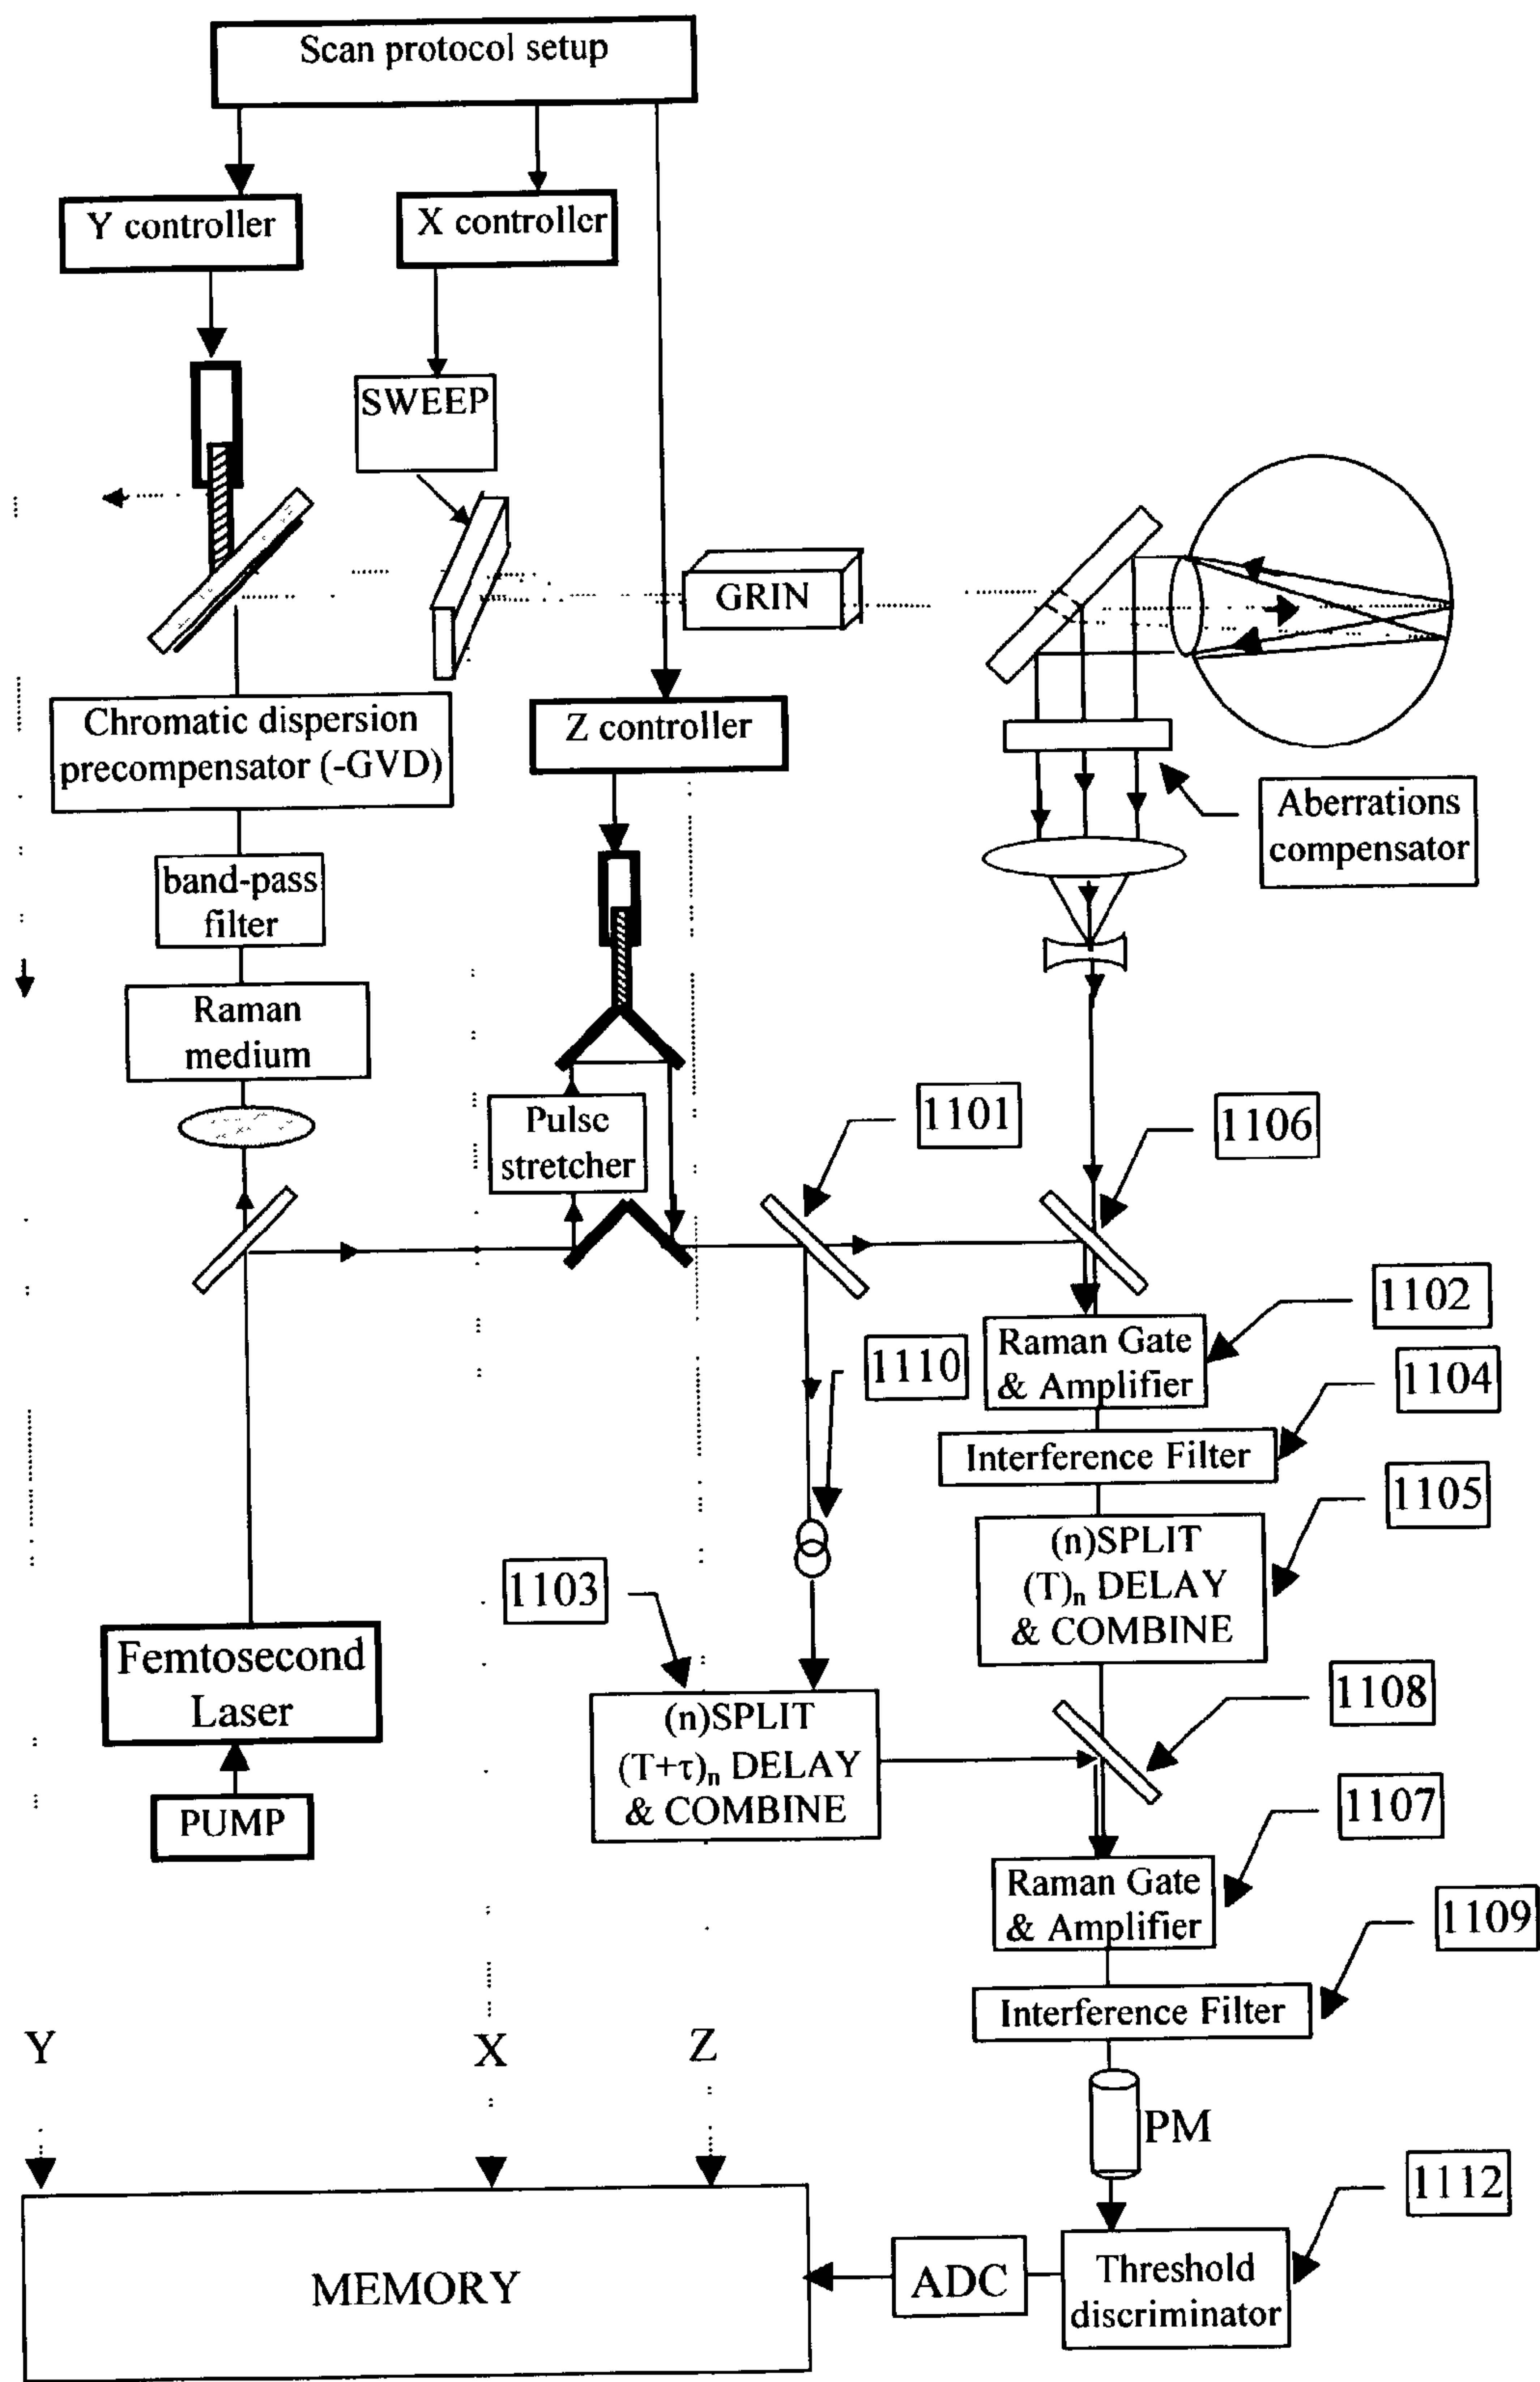 Scan protocol setup
Y controller
X controller
SWEEP
GRIN
Chromatic dispersion
precompensator (-GVD)
Z controller
Aberrations
compensator
band-pass
filter
Raman
medium
Pulse
stretcher
1101
1106
1102
Raman Gate
& Amplifier
1110
1104
Interference Filter
1105
(n)SPLIT
(T)n DELAY
& COMBINE
1103
Femtosecond
Laser
1108
(n)SPLIT
(T+τ)n DELAY
& COMBINE
PUMP
1107
Raman Gate
& Amplifier
1109
Interference Filter
Y
X
Z
PM
1112
MEMORY
ADC
Threshold
discriminator